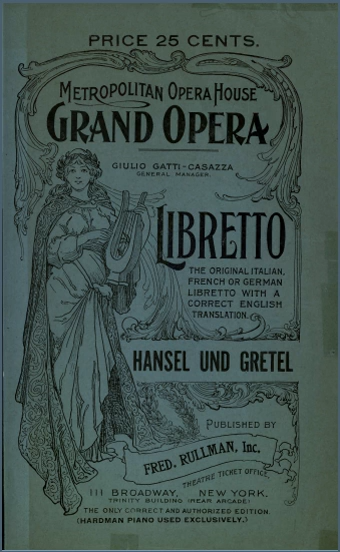 PRICE 25 CENTS.
METROPOLITAN OPERA HOUSE
GRAND OPERA
GIULIO GATTI-CASAZZA
GENERAL MANAGER
LIBRETTO
THE ORIGINAL ITALIAN,
FRENCH OR GERMAN
LIBRETTO WITH A
CORRECT ENGLISH
TRANSLATION.
HANSEL UND GRETEL
PUBLISHED BY
FRED. RULLMAN, Inc.
THEATRE TICKET OFFICE
111 BROADWAY, NEW YORK.
TRINITY BUILDING (REAR ARCADE)
THE ONLY CORRECT AND AUTHORIZED EDITION.
(HARDMAN PIANO USED EXCLUSIVELY.)